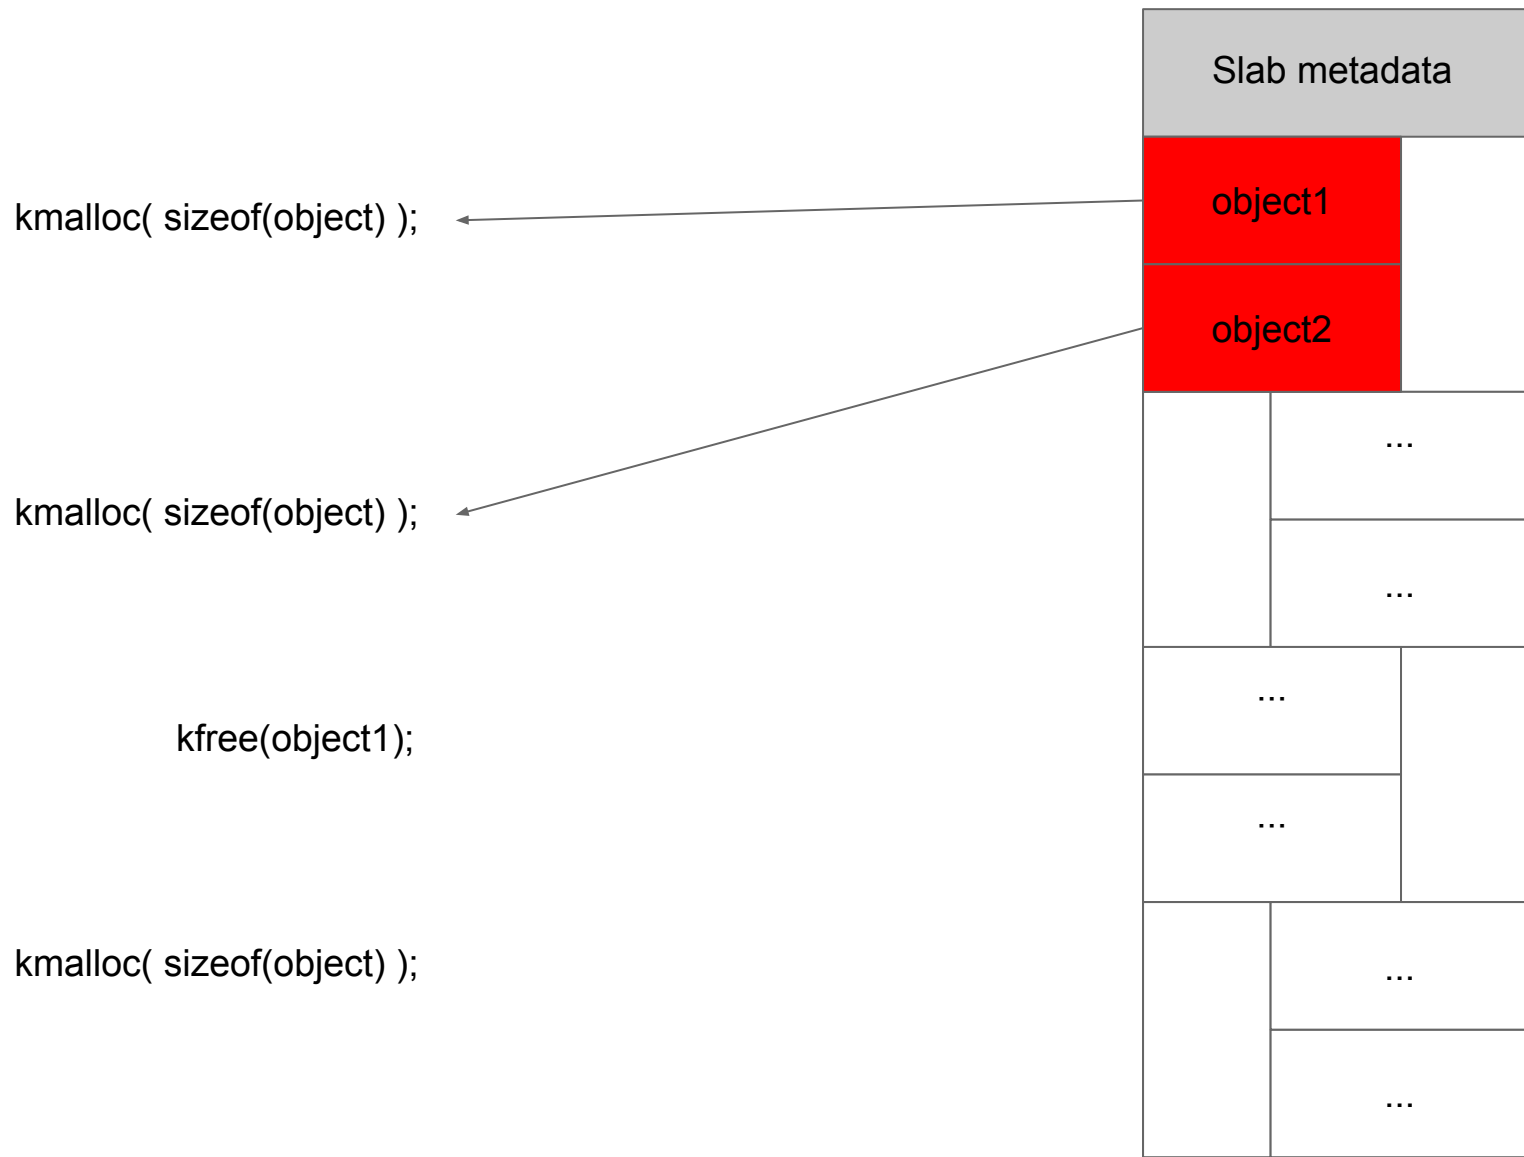 Slab metadata
object1
kmalloc( sizeof(object) );
object2
...
kmalloc( sizeof(object) );
...
...
kfree(object1);
...
kmalloc( sizeof(object) );
...
...